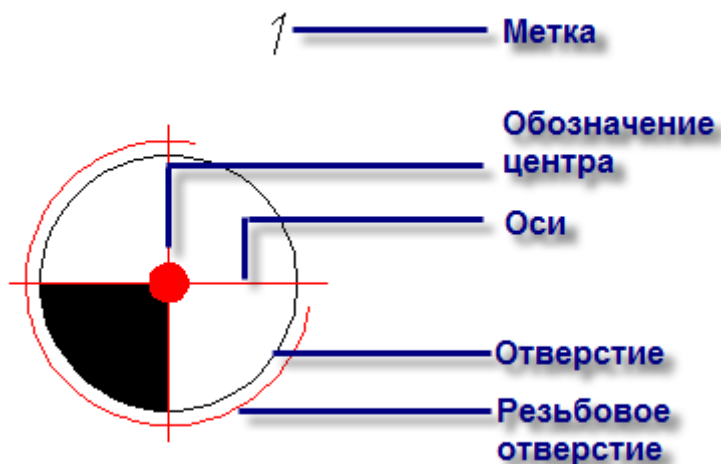 1
Метка
Обозначение
центра
Оси
Отверстие
Резьбовое
отверстие